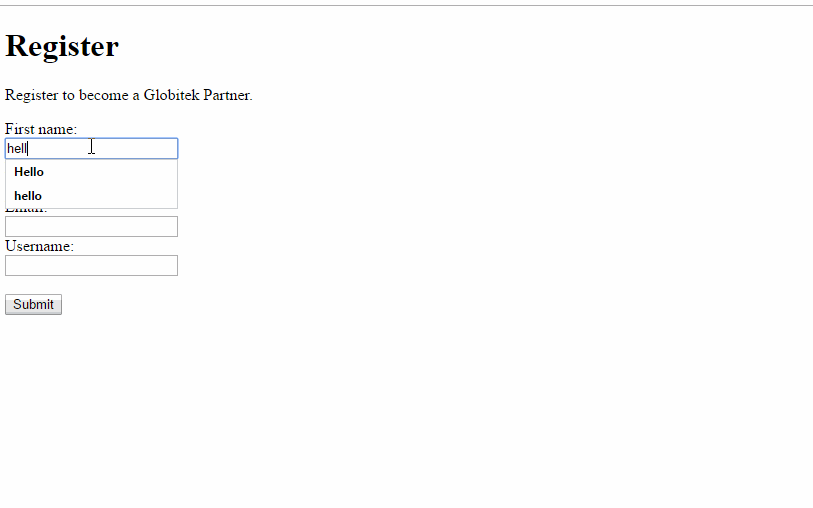 Register
Register to become a Globitek Partner.
First name:
hell
Hello
hello
Email:
Username:
Submit